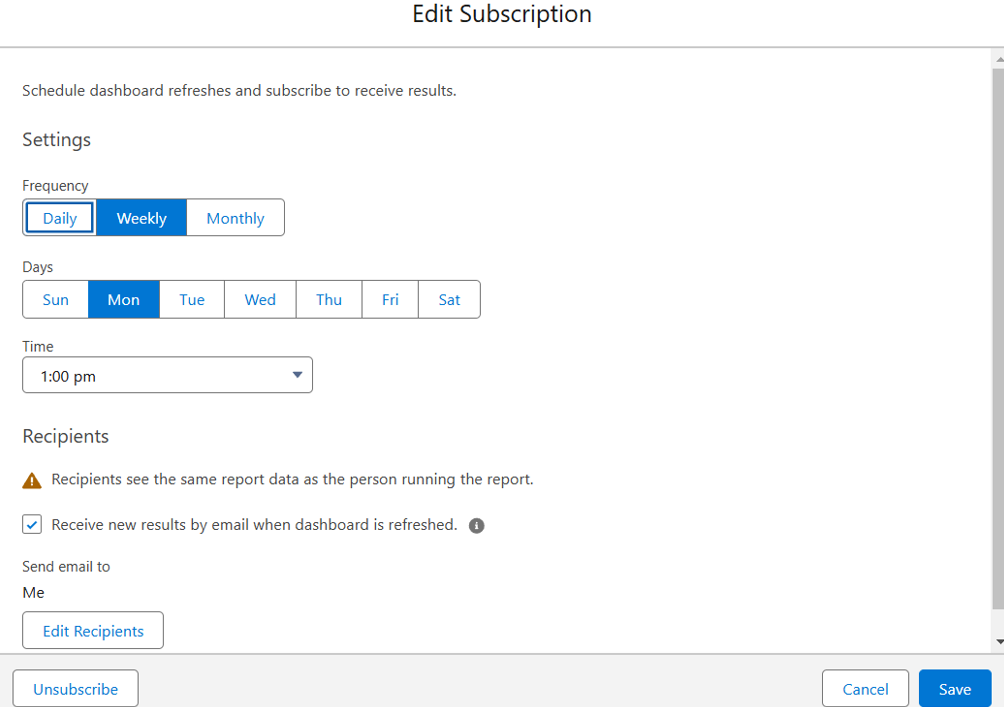 Edit Subscription
Schedule dashboard refreshes and subscribe to receive results.
Settings
Frequency
Daily Weekly Monthly
Days
Sun Mon Tue Wed Thu Fri Sat
Time
1:00 pm
Recipients
Recipients see the same report data as the person running the report.
Receive new results by email when dashboard is refreshed.
Send email to
Me
Edit Recipients
Unsubscribe Cancel Save